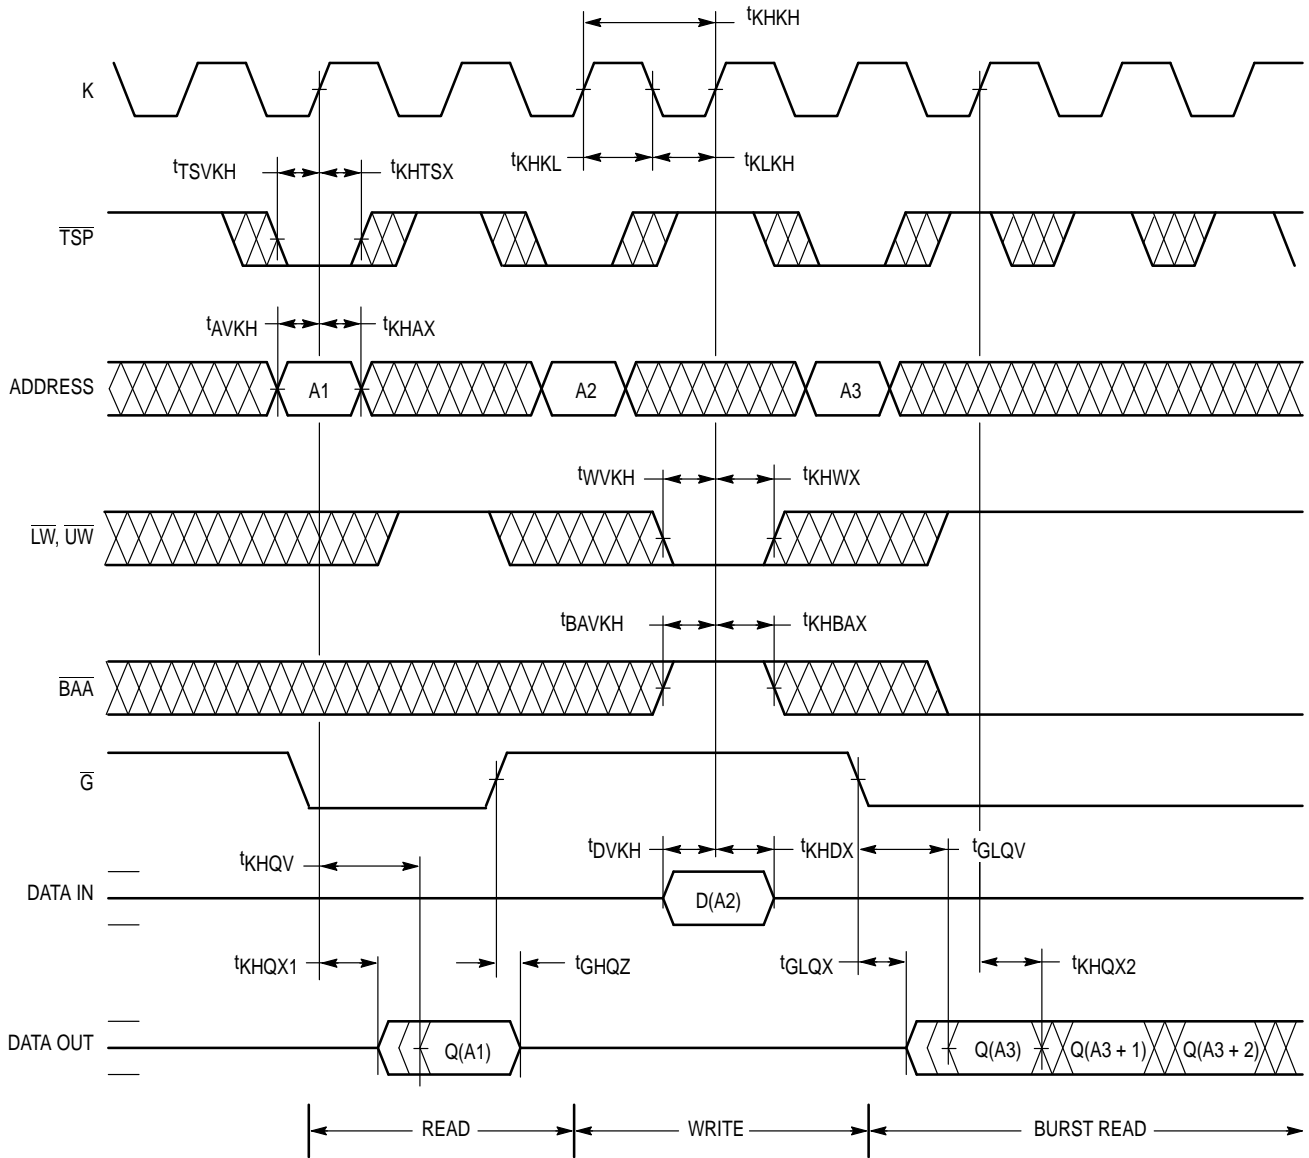 tKHKH
K
tTSVKH
tKHTSX
tKHKL
tKLKH
TSP
tAVKH
tKHAX
ADDRESS
A1
A2
A3
tWVKH
tKHWX
LW, UW
tBAVKH
tKHBAX
BAA
G
tKHQV
tDVKH
tKHDX
tGLQV
DATA IN
D(A2)
tKHQX1
tGHQZ
tGLQX
tKHQX2
DATA OUT
Q(A1)
Q(A3)
Q(A3 + 1)
Q(A3 + 2)
READ
WRITE
BURST READ